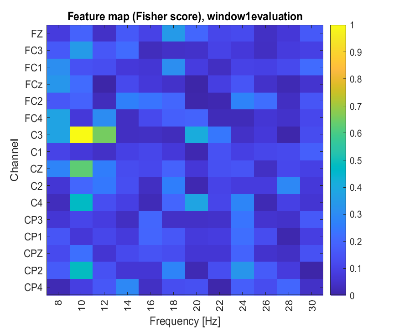 Feature map (Fisher score), window1evaluation
Channel
FZ
FC3
FC1
FCz
FC2
FC4
C3
C1
CZ
C2
C4
CP3
CP1
CPZ
CP2
CP4
8 10 12 14 16 18 20 22 24 26 28 30
Frequency [Hz]
1
0.9
0.8
0.7
0.6
0.5
0.4
0.3
0.2
0.1
0